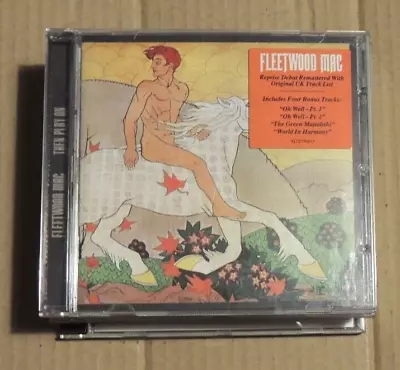 FLEETWOOD MAC
Reprise Debut Remastered With
Original UK Track List
Includes Four Bonus Tracks:
"Oh Well - Pt. 1"
"Oh Well - Pt. 2"
"The Green Manalishi"
"World In Harmony"
FLEETWOOD MAC THEN PLAY ON